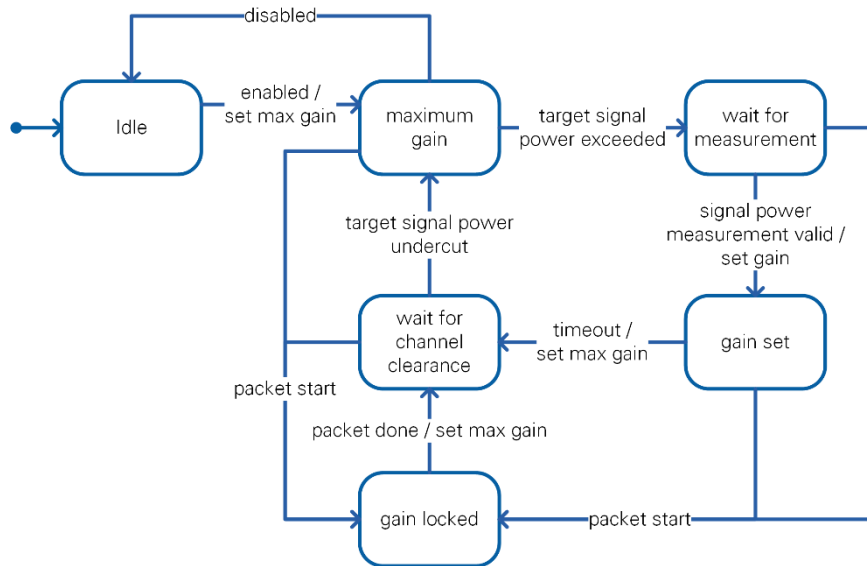 disabled
Idle
enabled /
set max gain
maximum
gain
target signal
power exceeded
wait for
measurement
target signal power
undercut
signal power
measurement valid /
set gain
wait for
channel
clearance
timeout /
set max gain
gain set
packet start
packet done / set max gain
gain locked
packet start